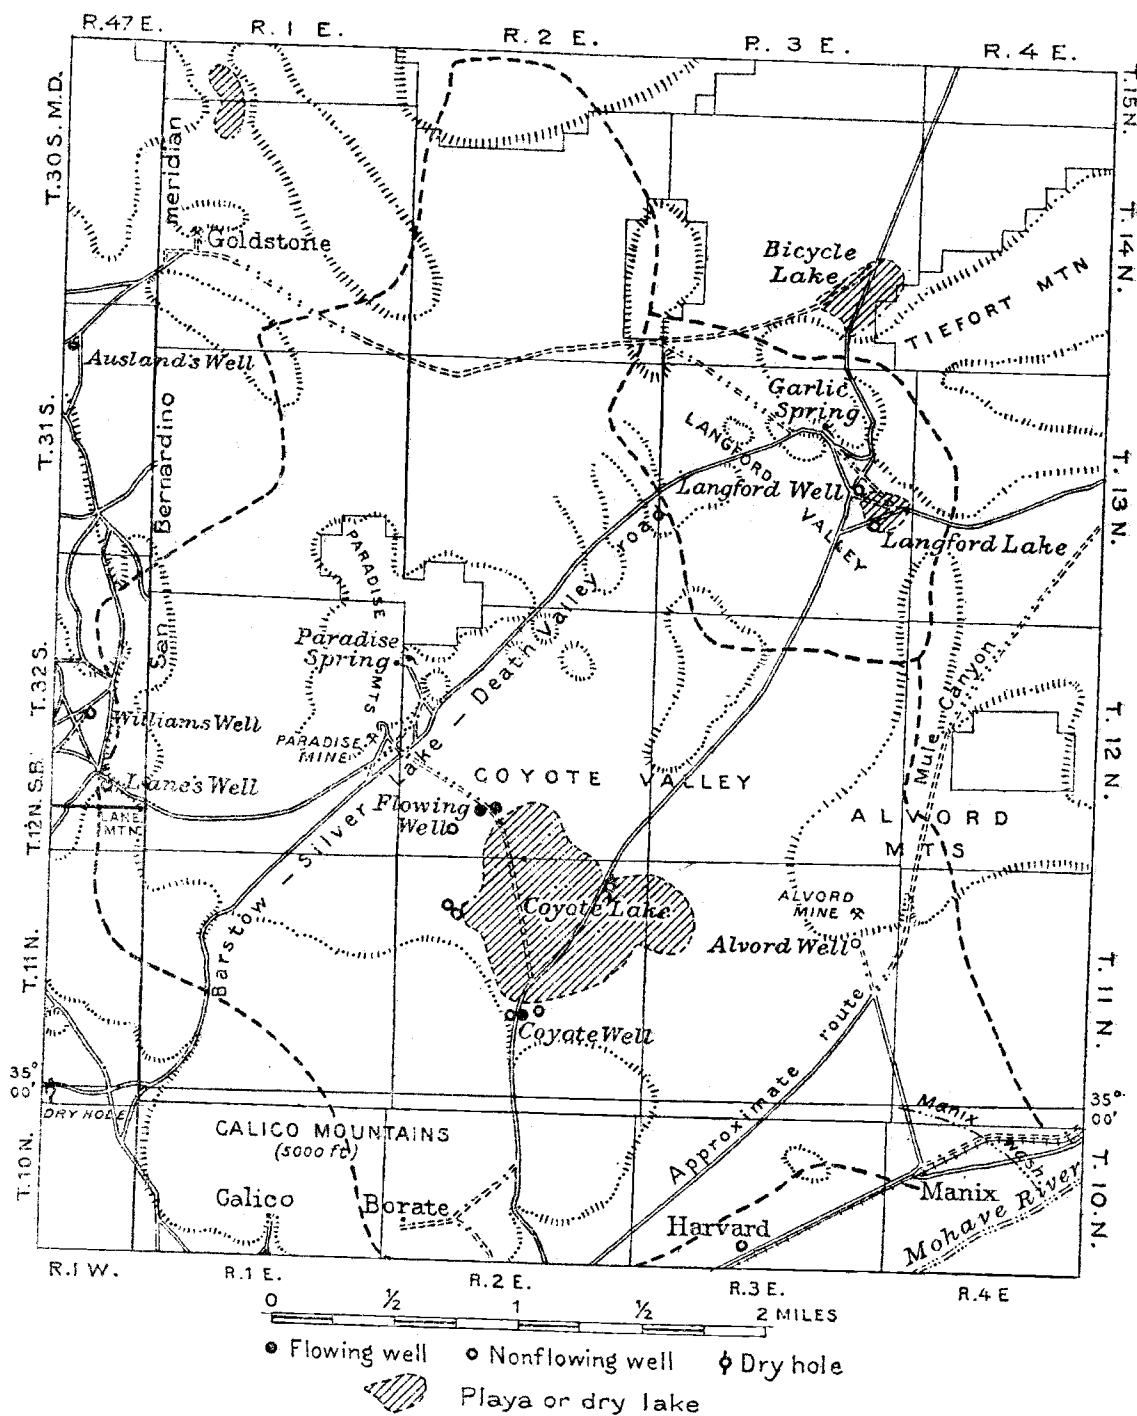 R.47 E.
R. 1 E.
R. 2 E.
R. 3 E.
R. 4 E.
T.15N.
T.30 S. M.D.
meridian
Goldstone
T. 14 N.
Bicycle
Lake
TIEFORT MTN
Ausland's Well
Garlic
Spring
T.31 S.
San Bernardino
LANGFORD
VALLEY
Langford Well
Langford Lake
T. 13 N.
PARADISE
MTS
Paradise
Spring
T.32 S.
Williams Well
PARADISE
MINE
Barstow – Silver Lake – Death Valley road
Mule Canyon
T. 12 N.
COYOTE VALLEY
Lane's Well
LANE
MTN.
T.12N. S.B.
Flowing
Well
ALVORD
MTS
ALVORD
MINE
Coyote Lake
Alvord Well
T.11 N.
T. 11 N.
Coyote Well
Approximate route
35°
00'
35°
00'
DRY HOLE
Manix
wash
CALICO MOUNTAINS
(5000 ft)
T.10 N.
T. 10 N.
Calico
Borate
Harvard
Manix
Mohave River
R.1 W.
R.1 E.
R.2 E.
R.3 E.
R.4 E
0 ½ 1 ½ 2 MILES
Flowing well Nonflowing well Dry hole
Playa or dry lake